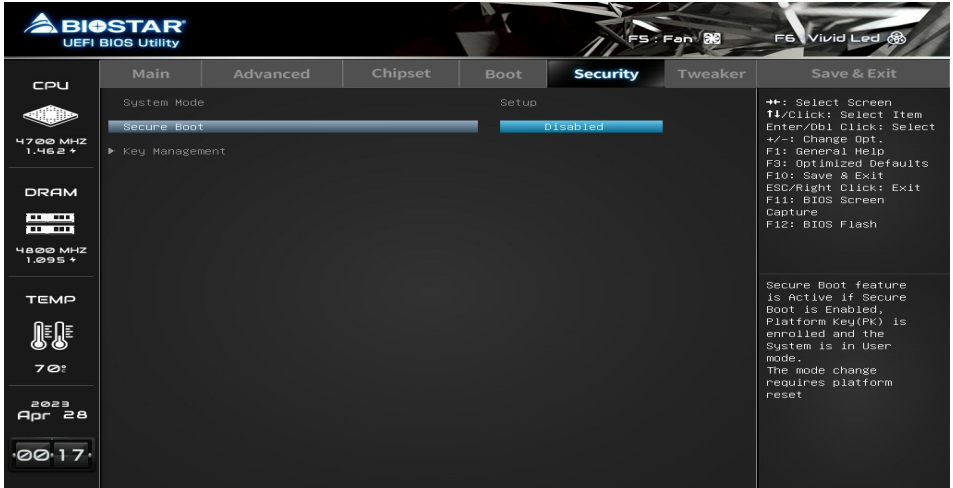 BIOSTAR®
UEFI BIOS Utility
F5 : Fan
F6 : Vivid Led
Main Advanced Chipset Boot Security Tweaker Save & Exit
CPU
4700 MHZ
1.462
DRAM
4800 MHZ
1.095
TEMP
70°C
2023
Apr 28
00:17
System Mode Setup
Secure Boot Disabled
▶ Key Management
→←: Select Screen
↑↓/Click: Select Item
Enter/Dbl Click: Select
+/-: Change Opt.
F1: General Help
F3: Optimized Defaults
F10: Save & Exit
ESC/Right Click: Exit
F11: BIOS Screen
Capture
F12: BIOS Flash
Secure Boot feature
is Active if Secure
Boot is Enabled,
Platform Key(PK) is
enrolled and the
System is in User
mode.
The mode change
requires platform
reset